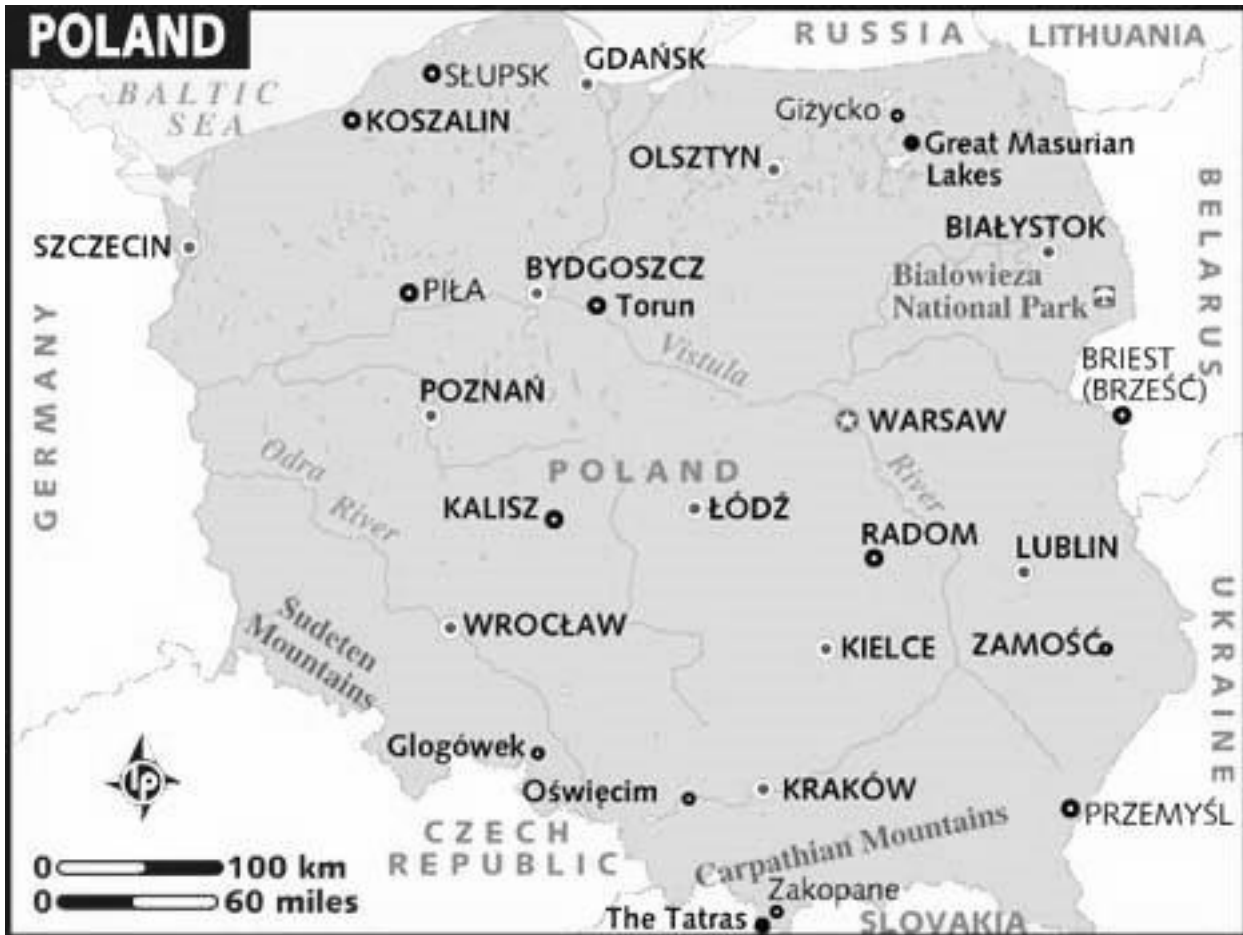 POLAND
RUSSIA
LITHUANIA
BALTIC
SEA
SŁUPSK
GDAŃSK
KOSZALIN
Giżycko
OLSZTYN
Great Masurian
Lakes
BELARUS
SZCZECIN
BIAŁYSTOK
BYDGOSZCZ
PIŁA
Torun
Bialowieza
National Park
GERMANY
Vistula
BRIEST
(BRZEŚĆ)
POZNAŃ
WARSAW
Odra
POLAND
River
River
KALISZ
ŁÓDŹ
RADOM
LUBLIN
UKRAINE
Sudeten
Mountains
WROCŁAW
KIELCE
ZAMOŚĆ
Glogówek
Oświęcim
KRAKÓW
PRZEMYŚL
CZECH
REPUBLIC
Carpathian Mountains
0 100 km
0 60 miles
Zakopane
The Tatras
SLOVAKIA